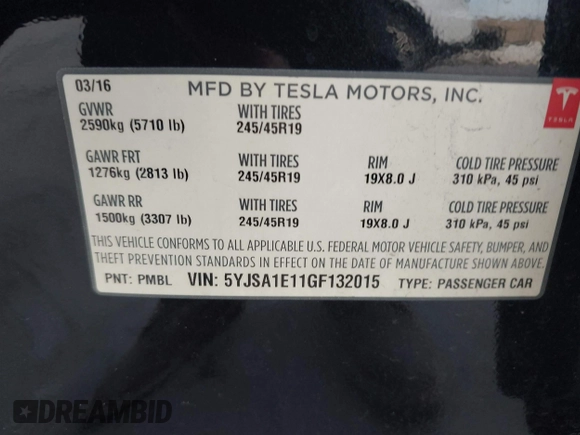 03/16 MFD BY TESLA MOTORS, INC.
TESLA
GVWR WITH TIRES
2590kg (5710 lb) 245/45R19
GAWR FRT WITH TIRES RIM COLD TIRE PRESSURE
1276kg (2813 lb) 245/45R19 19X8.0 J 310 kPa, 45 psi
GAWR RR WITH TIRES RIM COLD TIRE PRESSURE
1500kg (3307 lb) 245/45R19 19X8.0 J 310 kPa, 45 psi
THIS VEHICLE CONFORMS TO ALL APPLICABLE U.S. FEDERAL MOTOR VEHICLE SAFETY, BUMPER, AND
THEFT PREVENTION STANDARDS IN EFFECT ON THE DATE OF MANUFACTURE SHOWN ABOVE.
PNT: PMBL VIN: 5YJSA1E11GF132015 TYPE: PASSENGER CAR
DREAMBID